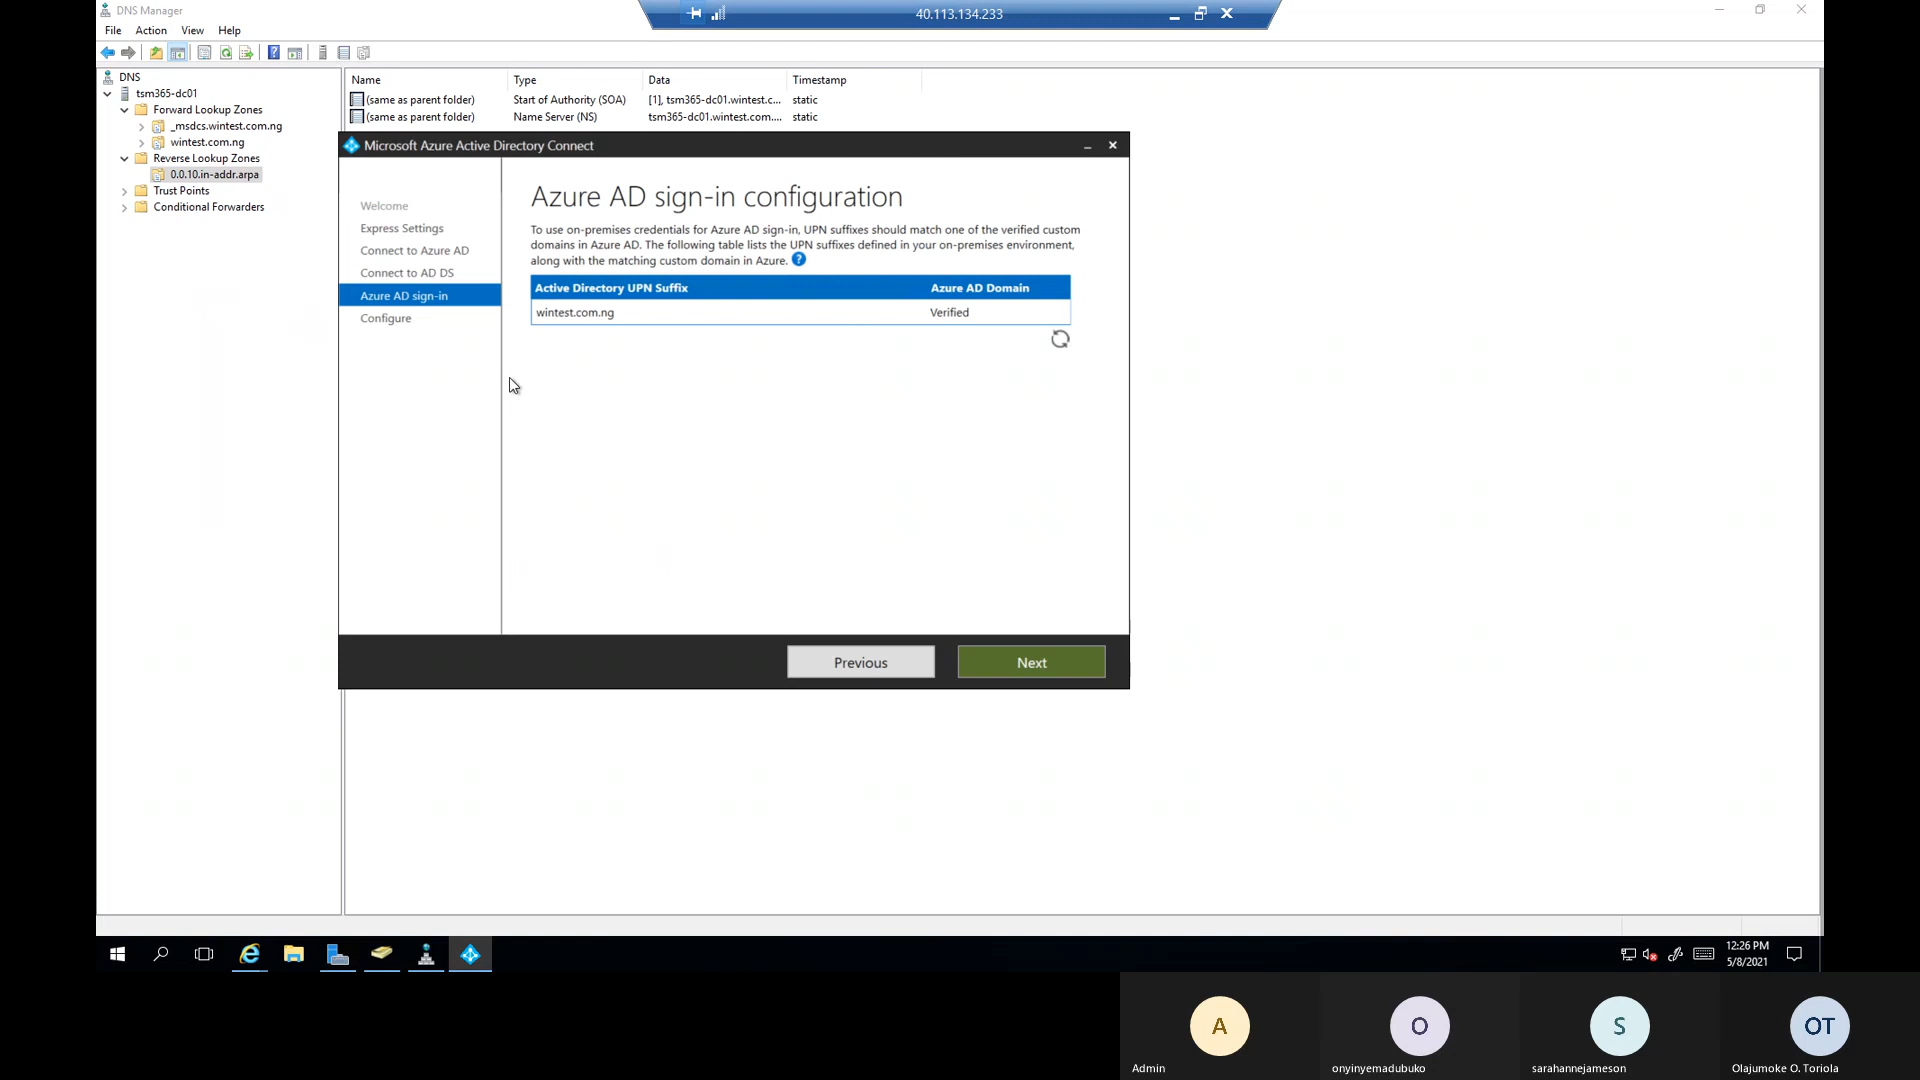 DNS Manager
40.113.134.233
File Action View Help
DNS
tsm365-dc01
Forward Lookup Zones
_msdcs.wintest.com.ng
wintest.com.ng
Reverse Lookup Zones
0.0.10.in-addr.arpa
Trust Points
Conditional Forwarders
Name Type Data Timestamp
(same as parent folder) Start of Authority (SOA) [1], tsm365-dc01.wintest.c... static
(same as parent folder) Name Server (NS) tsm365-dc01.wintest.com.... static
Microsoft Azure Active Directory Connect
Welcome
Express Settings
Connect to Azure AD
Connect to AD DS
Azure AD sign-in
Configure
Azure AD sign-in configuration
To use on-premises credentials for Azure AD sign-in, UPN suffixes should match one of the verified custom
domains in Azure AD. The following table lists the UPN suffixes defined in your on-premises environment,
along with the matching custom domain in Azure. ?
Active Directory UPN Suffix Azure AD Domain
wintest.com.ng Verified
Previous Next
12:26 PM
5/8/2021
A O S OT
Admin onyinyemadubuko sarahannejameson Olajumoke O. Toriola